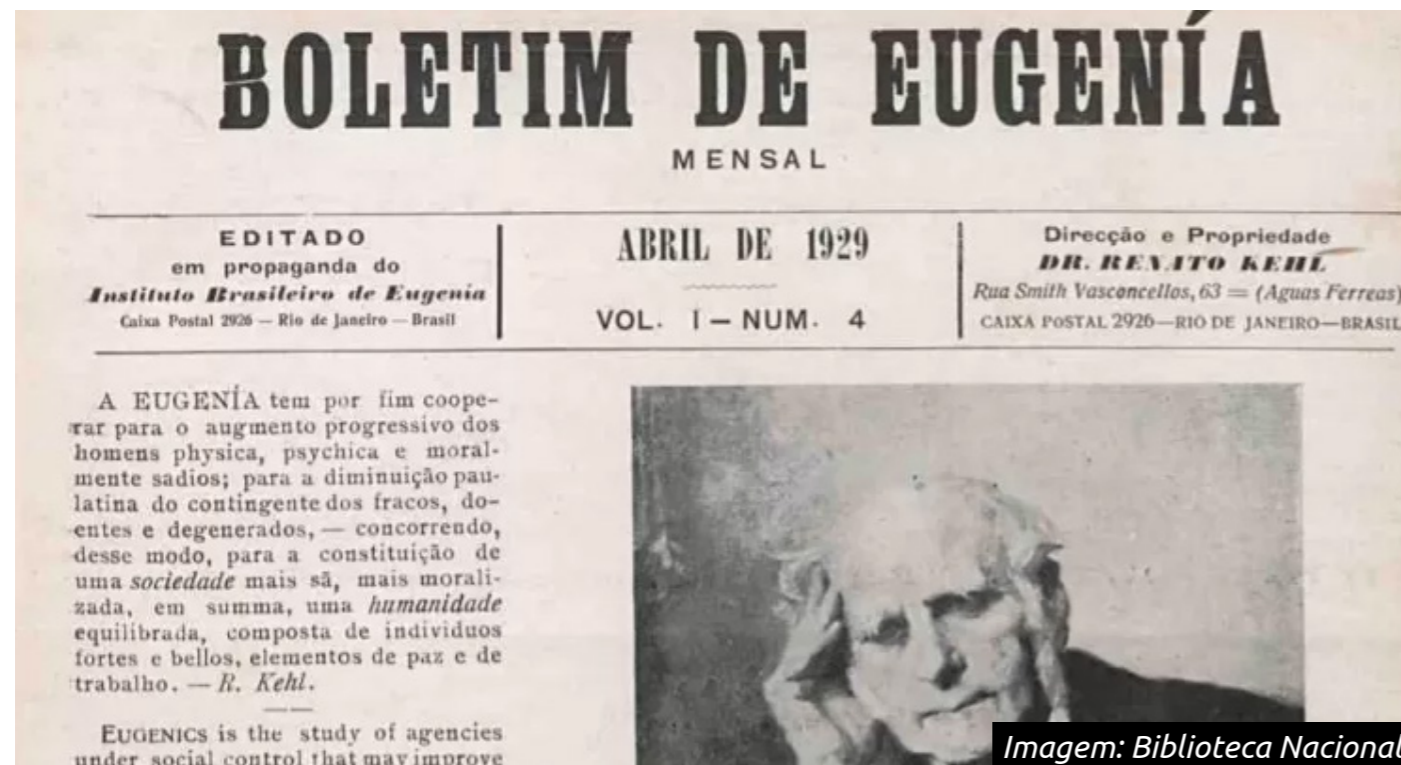 BOLETIM DE EUGENÍA
MENSAL
EDITADO
em propaganda do
Instituto Brasileiro de Eugenia
Caixa Postal 2926 — Rio de Janeiro — Brasil
ABRIL DE 1929
VOL. I — NUM. 4
Direcção e Propriedade
DR. RENATO KEHL
Rua Smith Vasconcellos, 63 = (Aguas Ferreas)
CAIXA POSTAL 2926—RIO DE JANEIRO—BRASIL
A EUGENÍA tem por fim coope-
rar para o augmento progressivo dos
homens physica, psychica e moral-
mente sadios; para a diminuição pau-
latina do contingente dos fracos, do-
entes e degenerados, — concorrendo,
desse modo, para a constituição de
uma sociedade mais sã, mais morali-
zada, em summa, uma humanidade
equilibrada, composta de individuos
fortes e bellos, elementos de paz e de
trabalho. — R. Kehl.
EUGENICS is the study of agencies
under social control that may improve
Imagem: Biblioteca Nacional